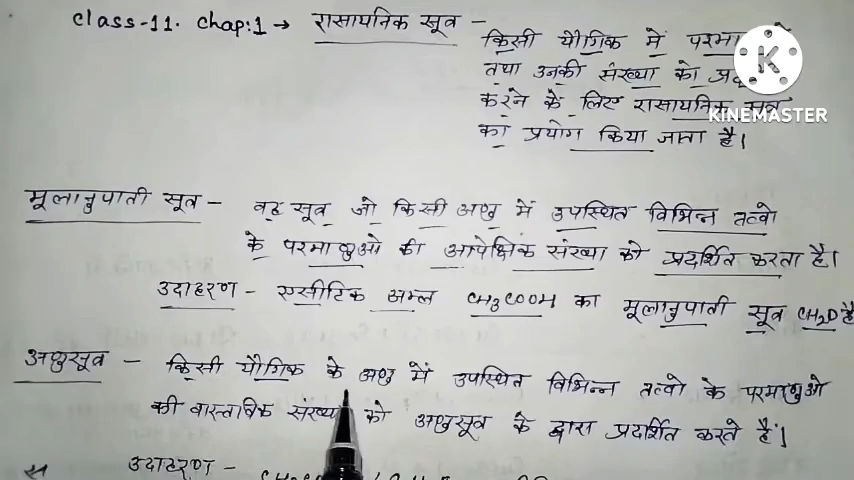 Class-11. Chap:1 → रासायनिक सूत्र -
किसी यौगिक में
तथा उनकी संख्या को
करने के लिए रासायनिक सूत्र
का प्रयोग किया जाता है।
KINEMASTER
मूलानुपाती सूत्र - वह सूत्र जो किसी अणु में उपस्थित विभिन्न तत्वो
के परमाणुओ की आपेक्षिक संख्या को प्रदर्शित करता है।
उदाहरण - एसीटिक अम्ल CH3COOH का मूलानुपाती सूत्र CH2O है
अणुसूत्र - किसी यौगिक के अणु में उपस्थित विभिन्न तत्वो के परमाणुओ
की वास्तविक संख्या को अणुसूत्र के द्वारा प्रदर्शित करते हैं।
उदाहरण -